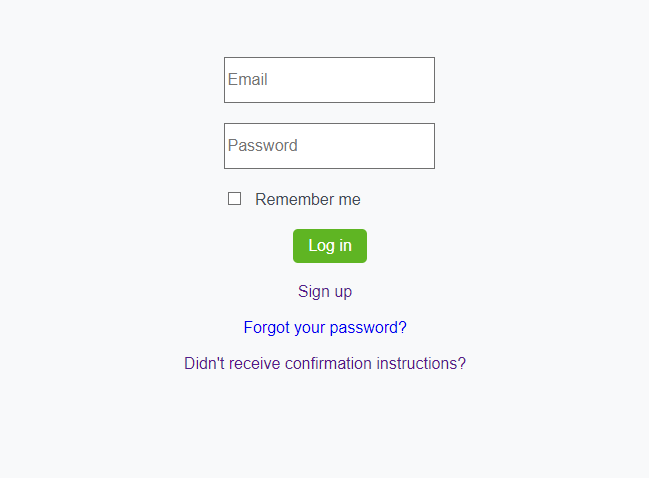 Email
Password
Remember me
Log in
Sign up
Forgot your password?
Didn't receive confirmation instructions?